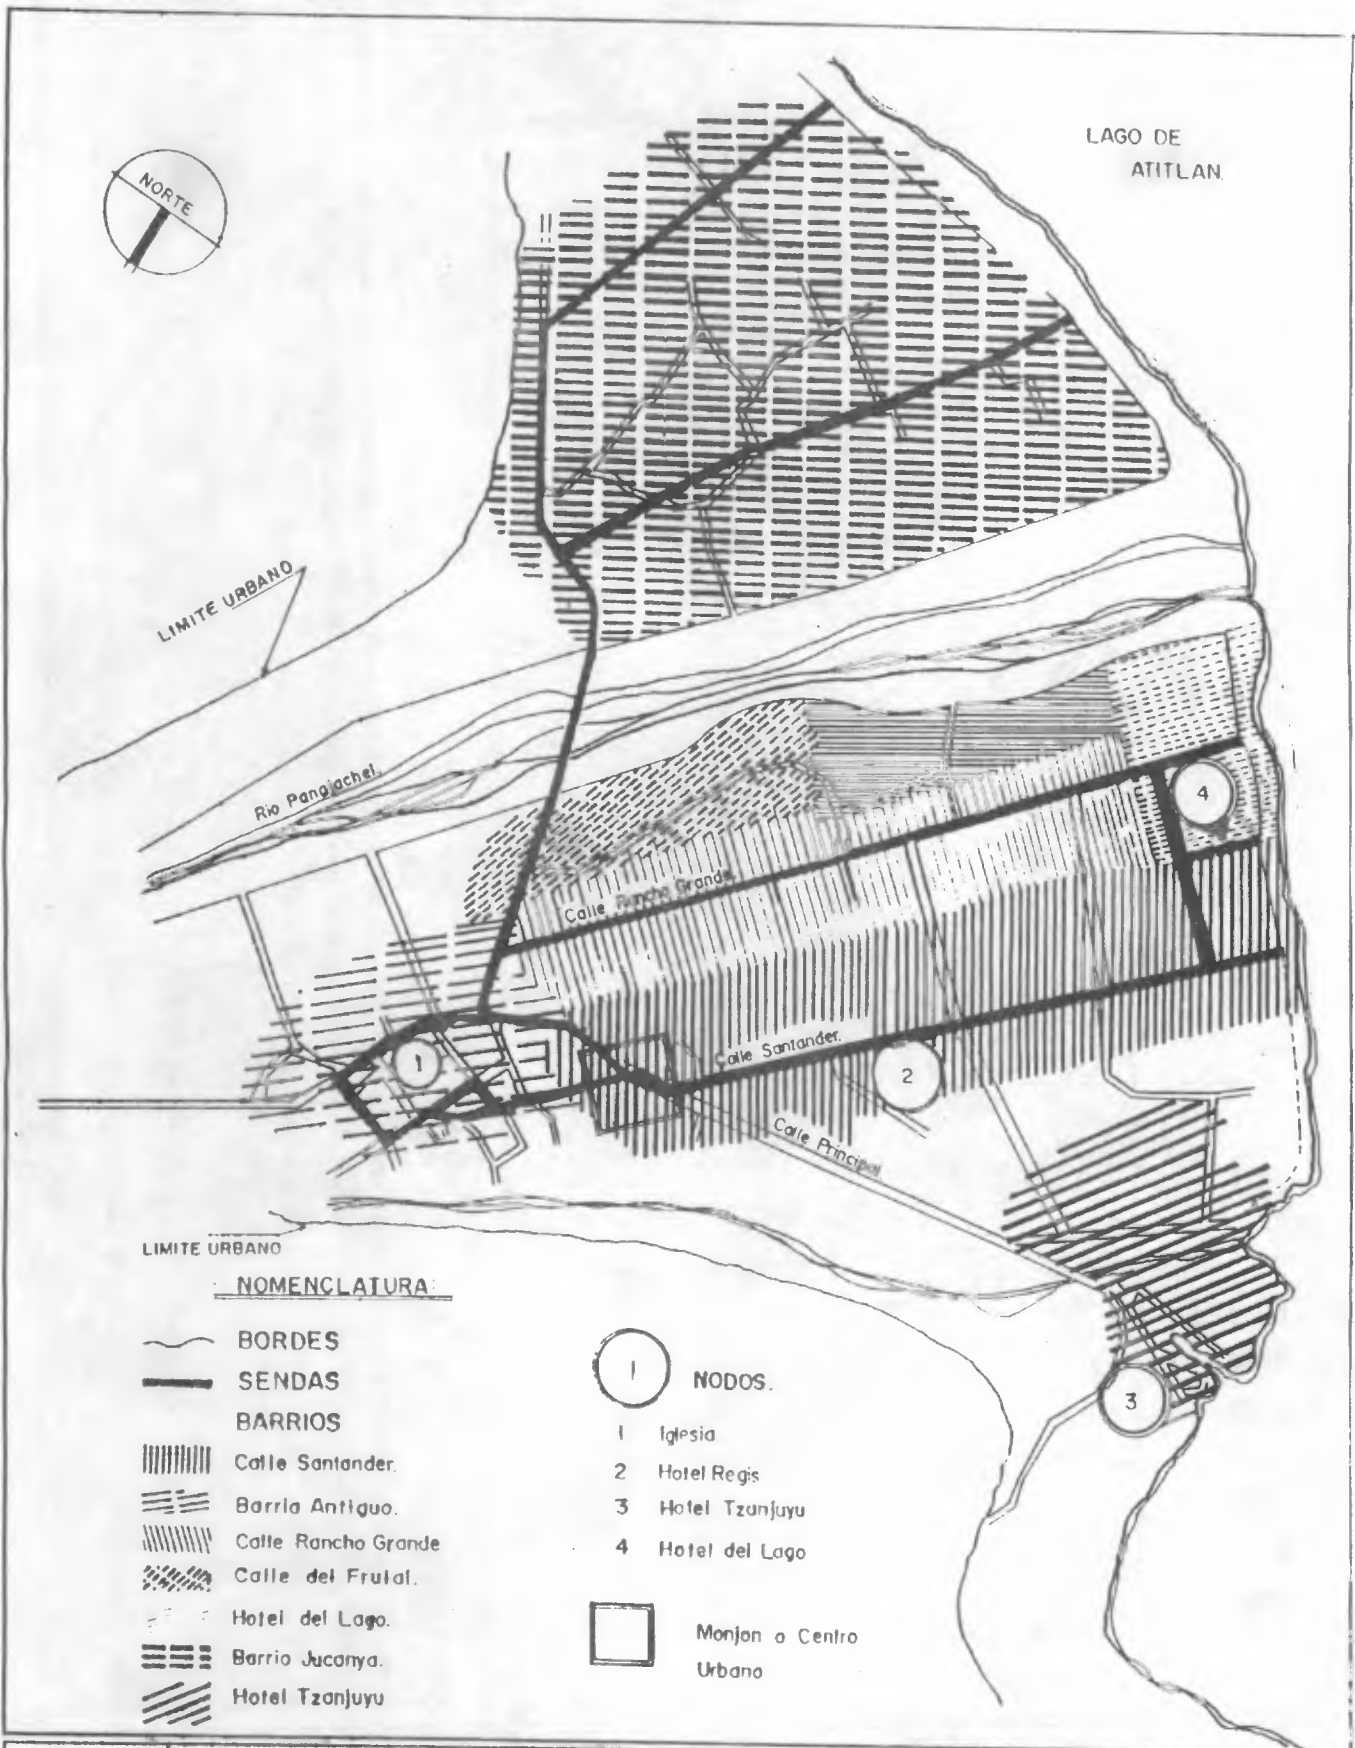 LAGO DE
ATITLAN
NORTE
LIMITE URBANO
Rio Panajachel.
4
Calle Rancho Grande.
1
Calle Santander.
2
Calle Principal
LIMITE URBANO
3
NOMENCLATURA:
BORDES
SENDAS
BARRIOS
Calle Santander.
Barrio Antiguo.
Calle Rancho Grande
Calle del Frutal.
Hotel del Lago.
Barrio Jucanya.
Hotel Tzanjuyu
1
NODOS.
1 Iglesia
2 Hotel Regis
3 Hotel Tzanjuyu
4 Hotel del Lago
Monjon o Centro
Urbano